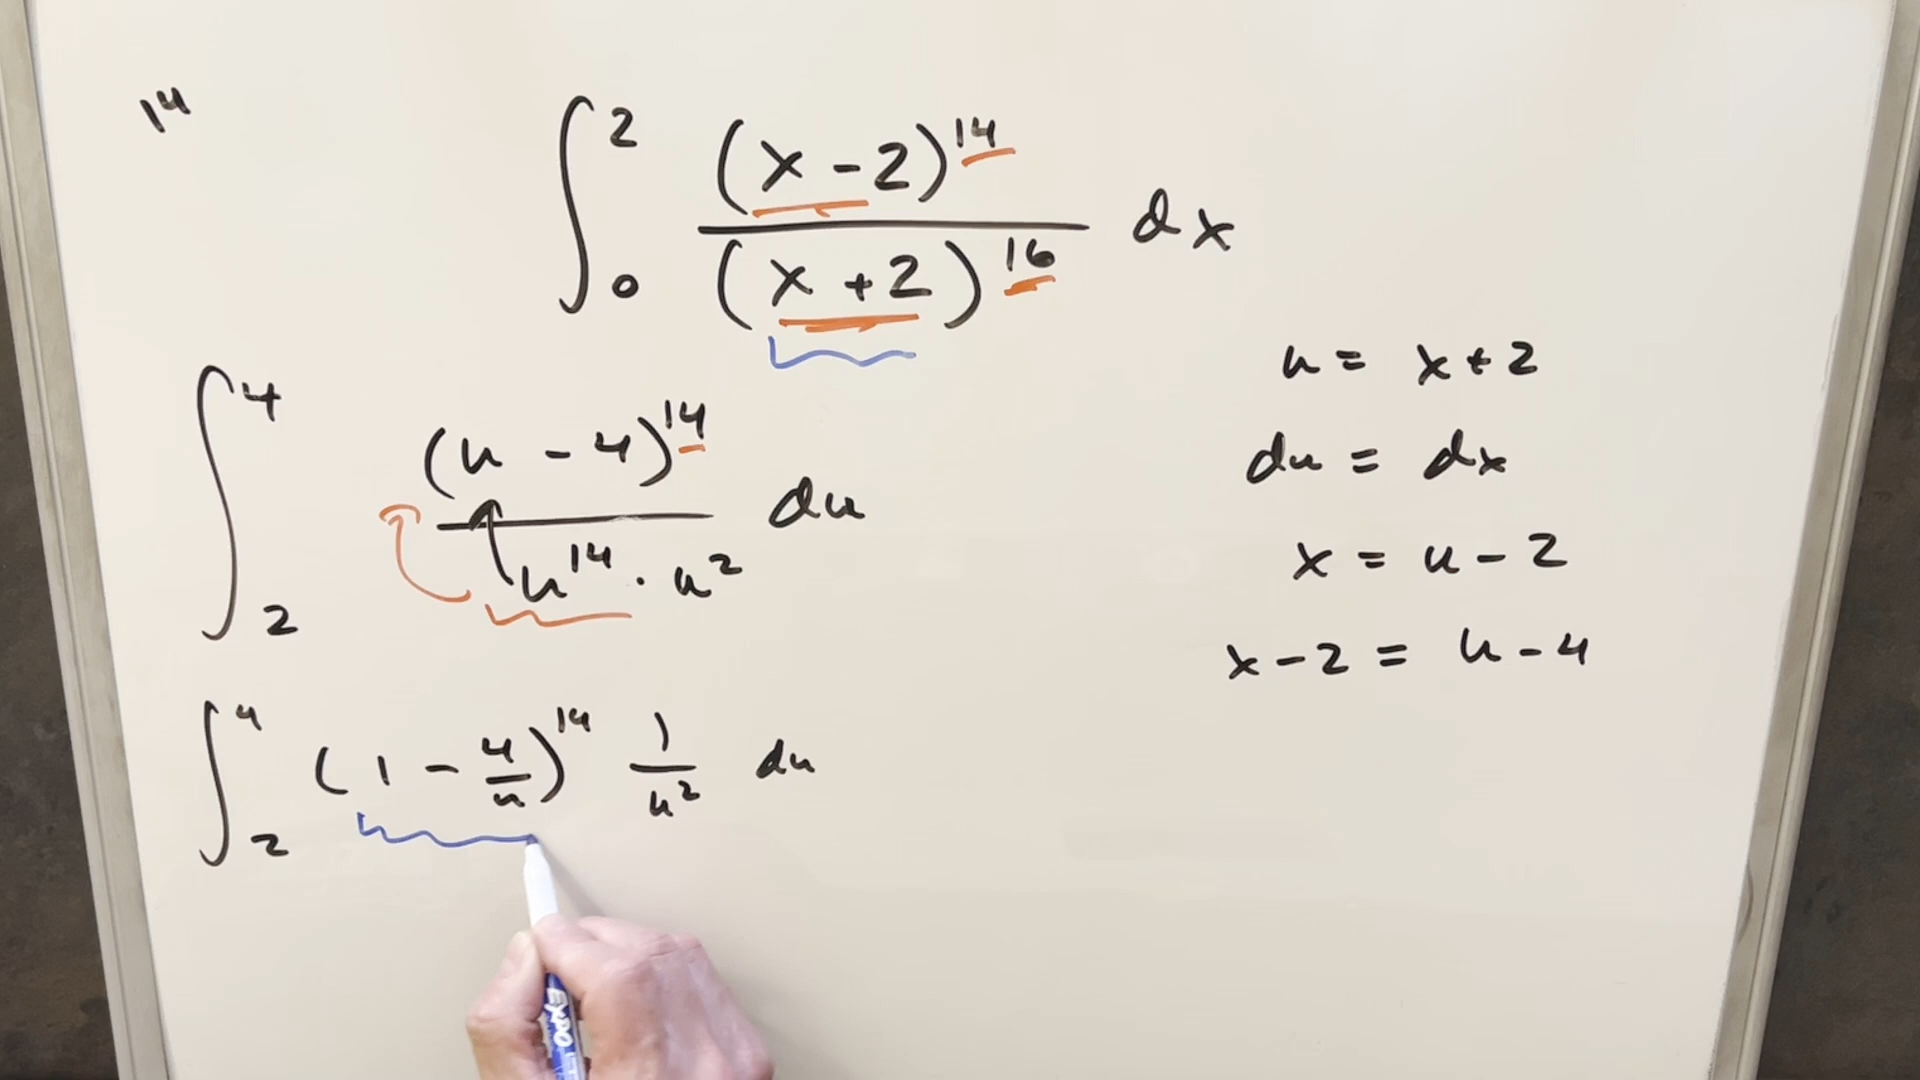 14
∫₀² (x-2)¹⁴ / (x+2)¹⁶ dx
u = x+2
∫₂⁴ (u-4)¹⁴ / u¹⁴·u² du
du = dx
x = u-2
x-2 = u-4
∫₂⁴ (1 - 4/u)¹⁴ 1/u² du
EXPO